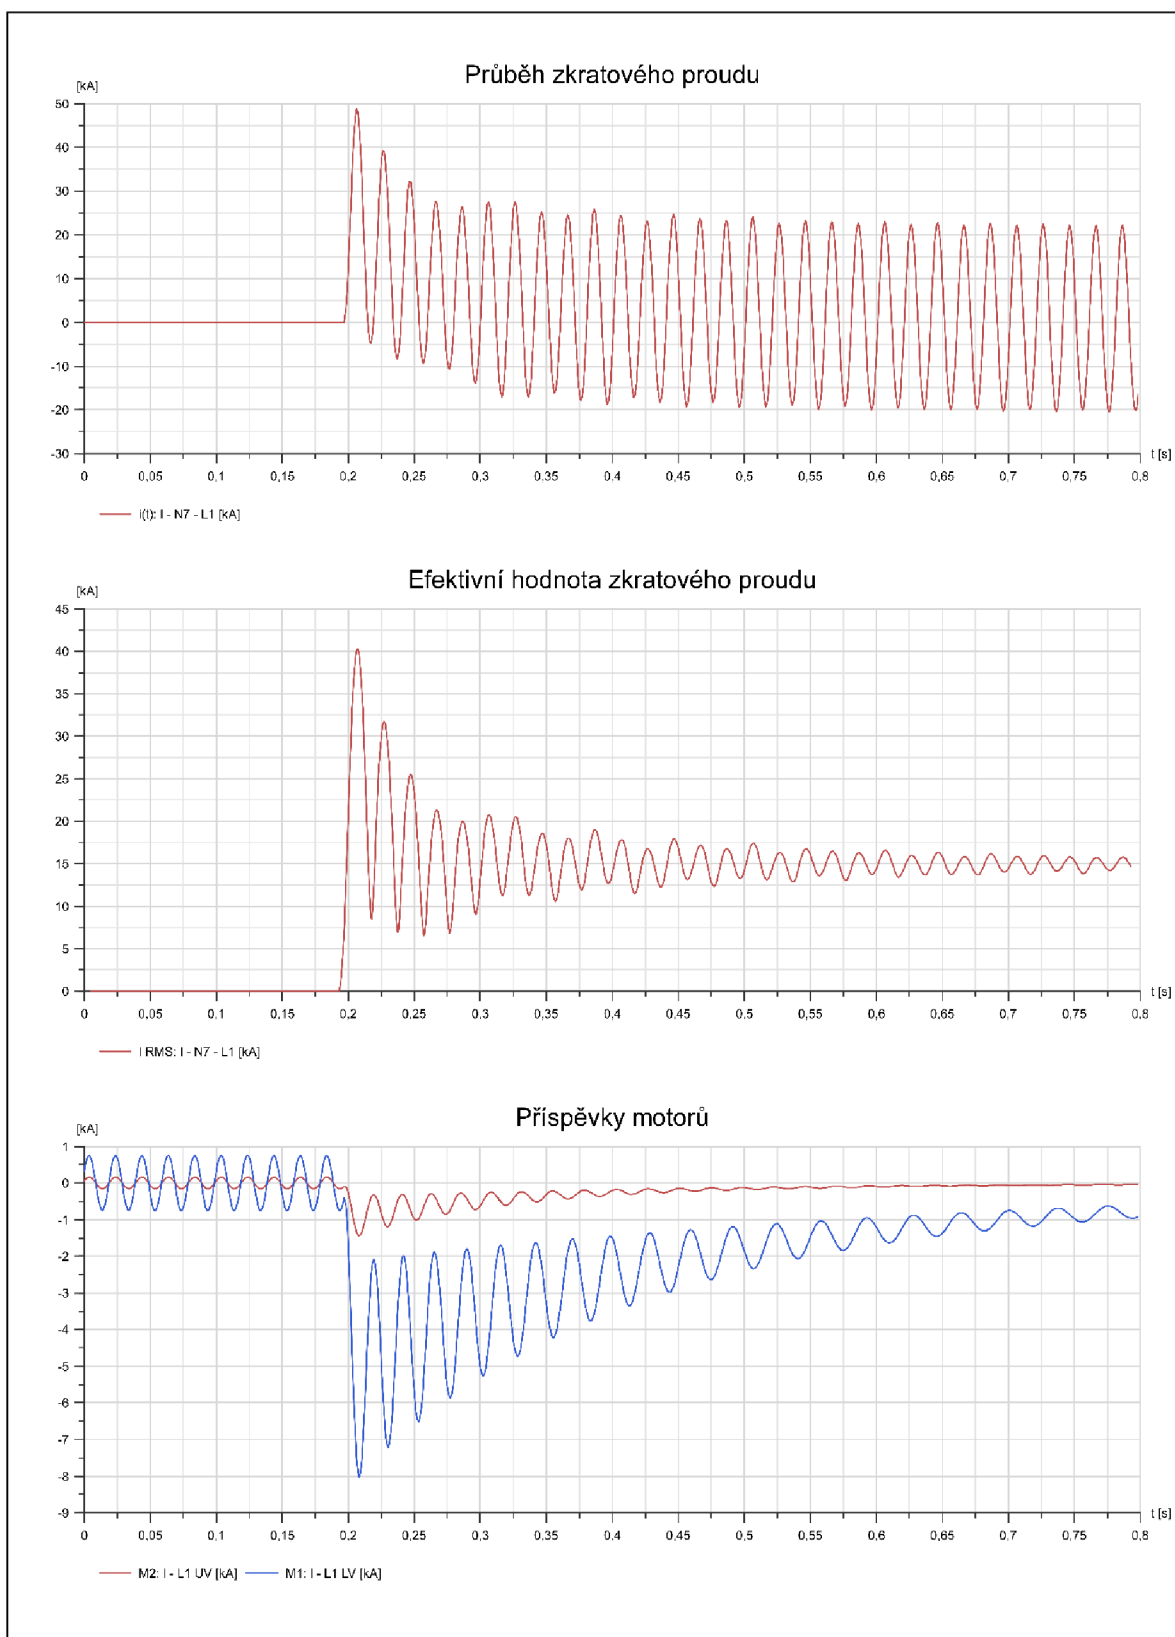 Průběh zkratového proudu
[kA]
50
40
30
20
10
0
-10
-20
-30
0 0,05 0,1 0,15 0,2 0,25 0,3 0,35 0,4 0,45 0,5 0,55 0,6 0,65 0,7 0,75 0,8
t [s]
i(t): I - N7 - L1 [kA]
Efektivní hodnota zkratového proudu
[kA]
45
40
35
30
25
20
15
10
5
0
0 0,05 0,1 0,15 0,2 0,25 0,3 0,35 0,4 0,45 0,5 0,55 0,6 0,65 0,7 0,75 0,8
t [s]
I RMS: I - N7 - L1 [kA]
Příspěvky motorů
[kA]
1
0
-1
-2
-3
-4
-5
-6
-7
-8
-9
0 0,05 0,1 0,15 0,2 0,25 0,3 0,35 0,4 0,45 0,5 0,55 0,6 0,65 0,7 0,75 0,8
t [s]
M2: I - L1 UV [kA] M1: I - L1 LV [kA]